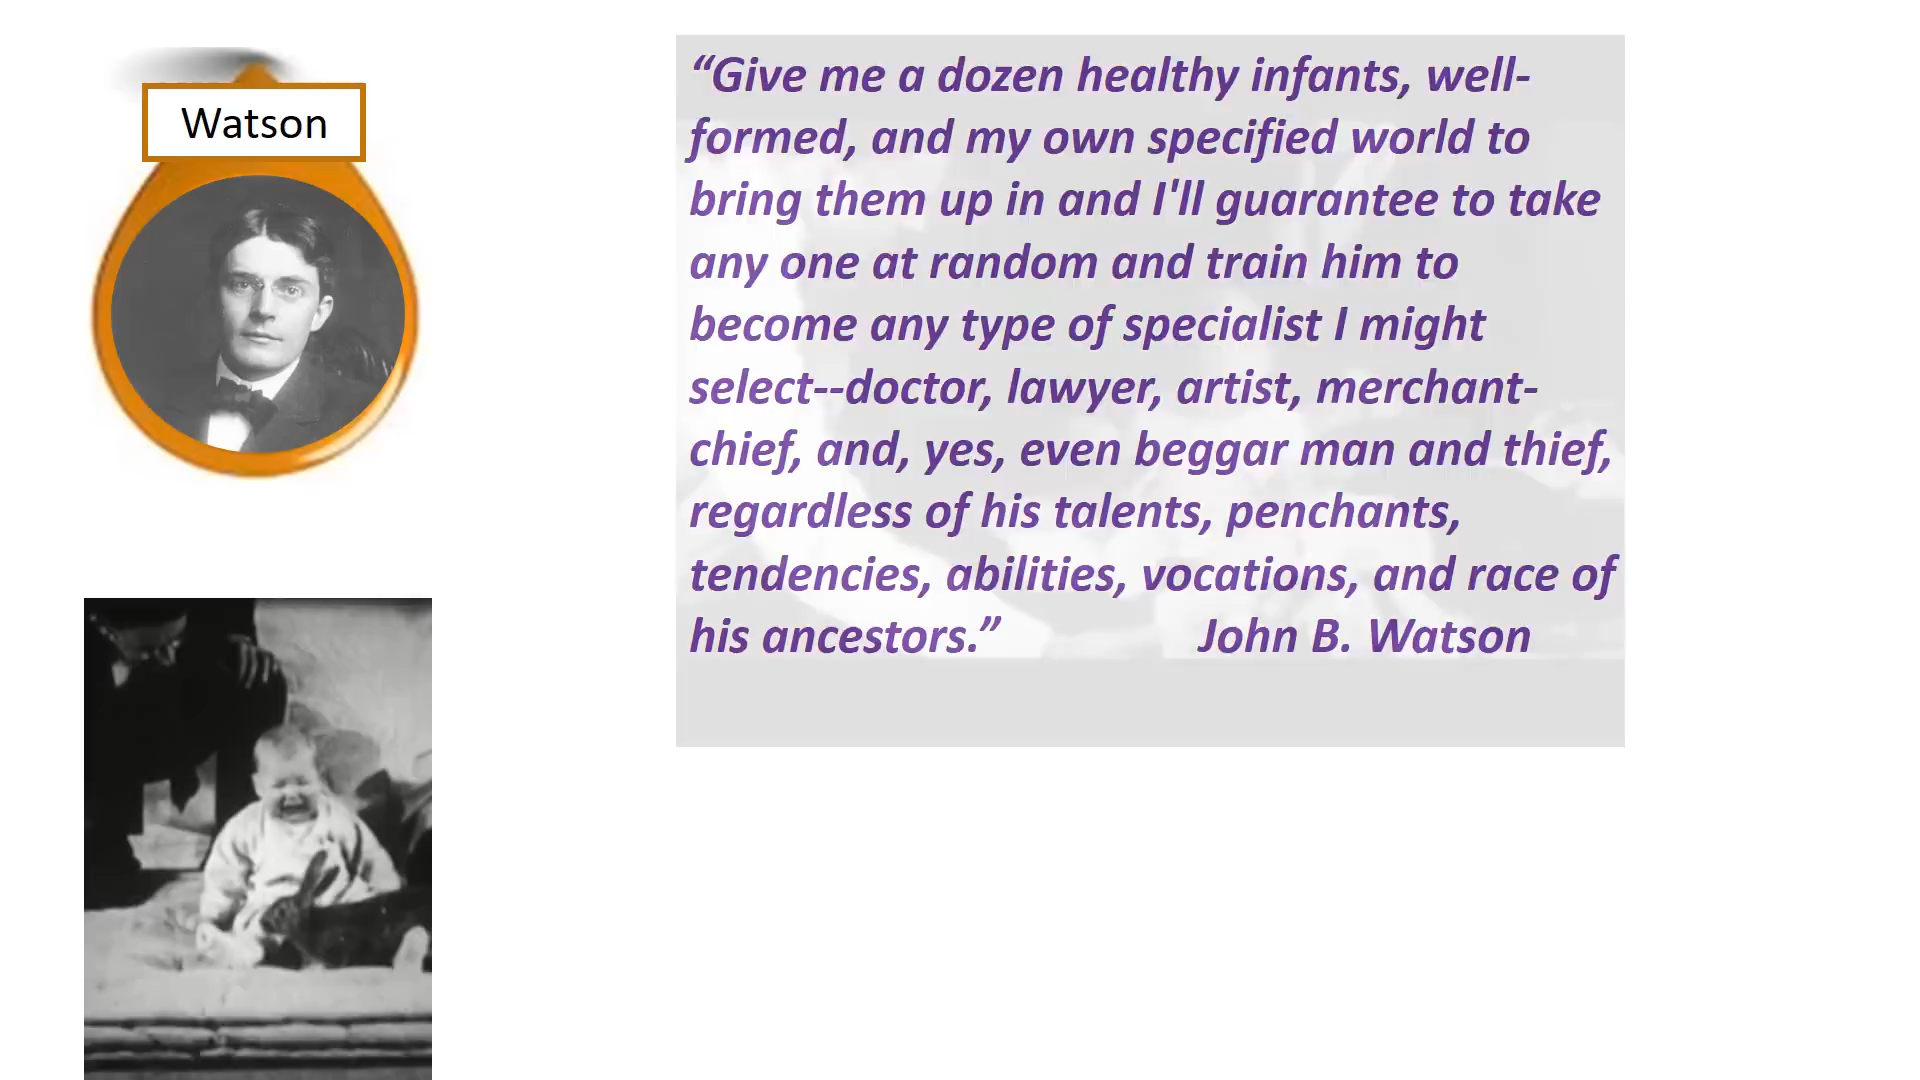 Watson
“Give me a dozen healthy infants, well-
formed, and my own specified world to
bring them up in and I'll guarantee to take
any one at random and train him to
become any type of specialist I might
select--doctor, lawyer, artist, merchant-
chief, and, yes, even beggar man and thief,
regardless of his talents, penchants,
tendencies, abilities, vocations, and race of
his ancestors.” John B. Watson